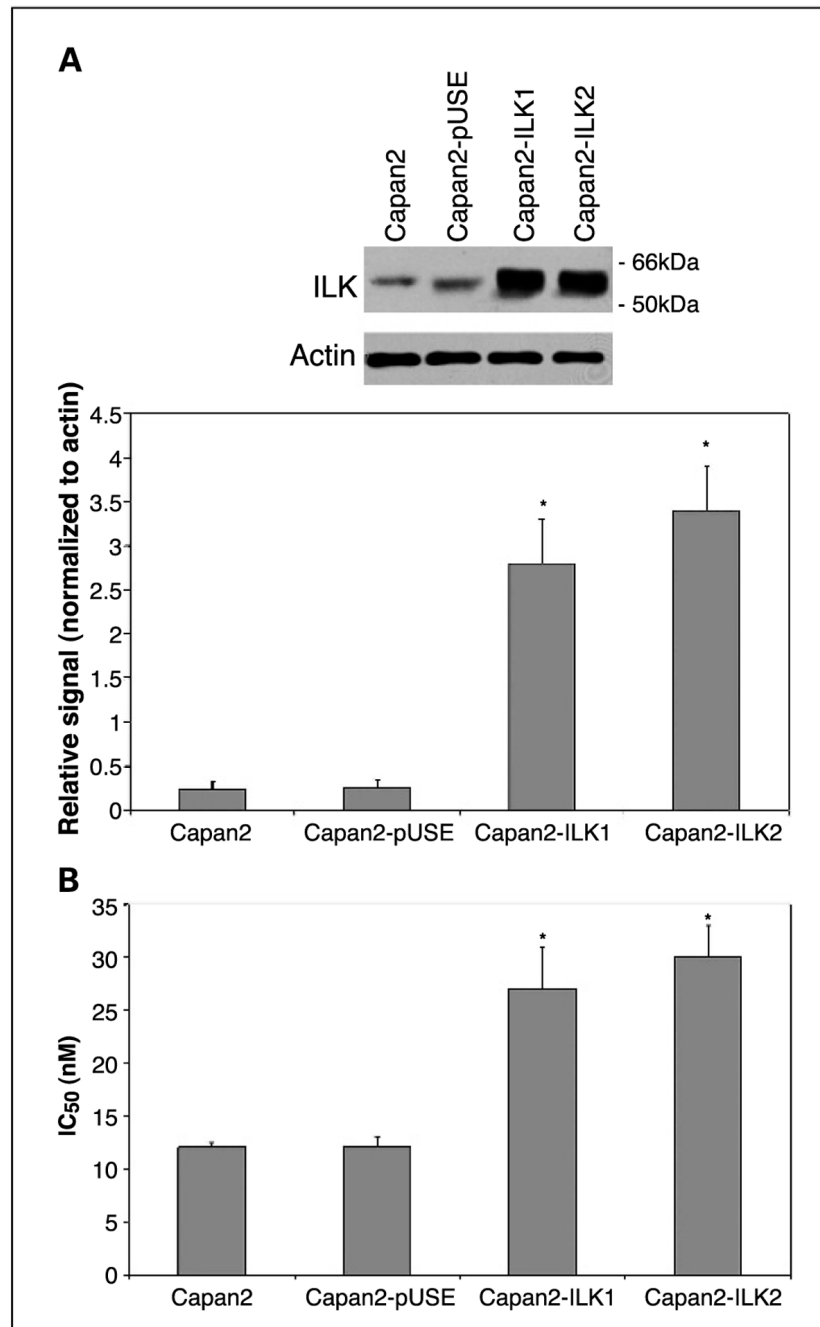 A
Capan2
Capan2-pUSE
Capan2-ILK1
Capan2-ILK2
ILK
- 66kDa
- 50kDa
Actin
Relative signal (normalized to actin)
4.5
4
3.5
3
2.5
2
1.5
1
0.5
0
*
*
Capan2
Capan2-pUSE
Capan2-ILK1
Capan2-ILK2
B
IC50 (nM)
35
30
25
20
15
10
5
0
*
*
Capan2
Capan2-pUSE
Capan2-ILK1
Capan2-ILK2